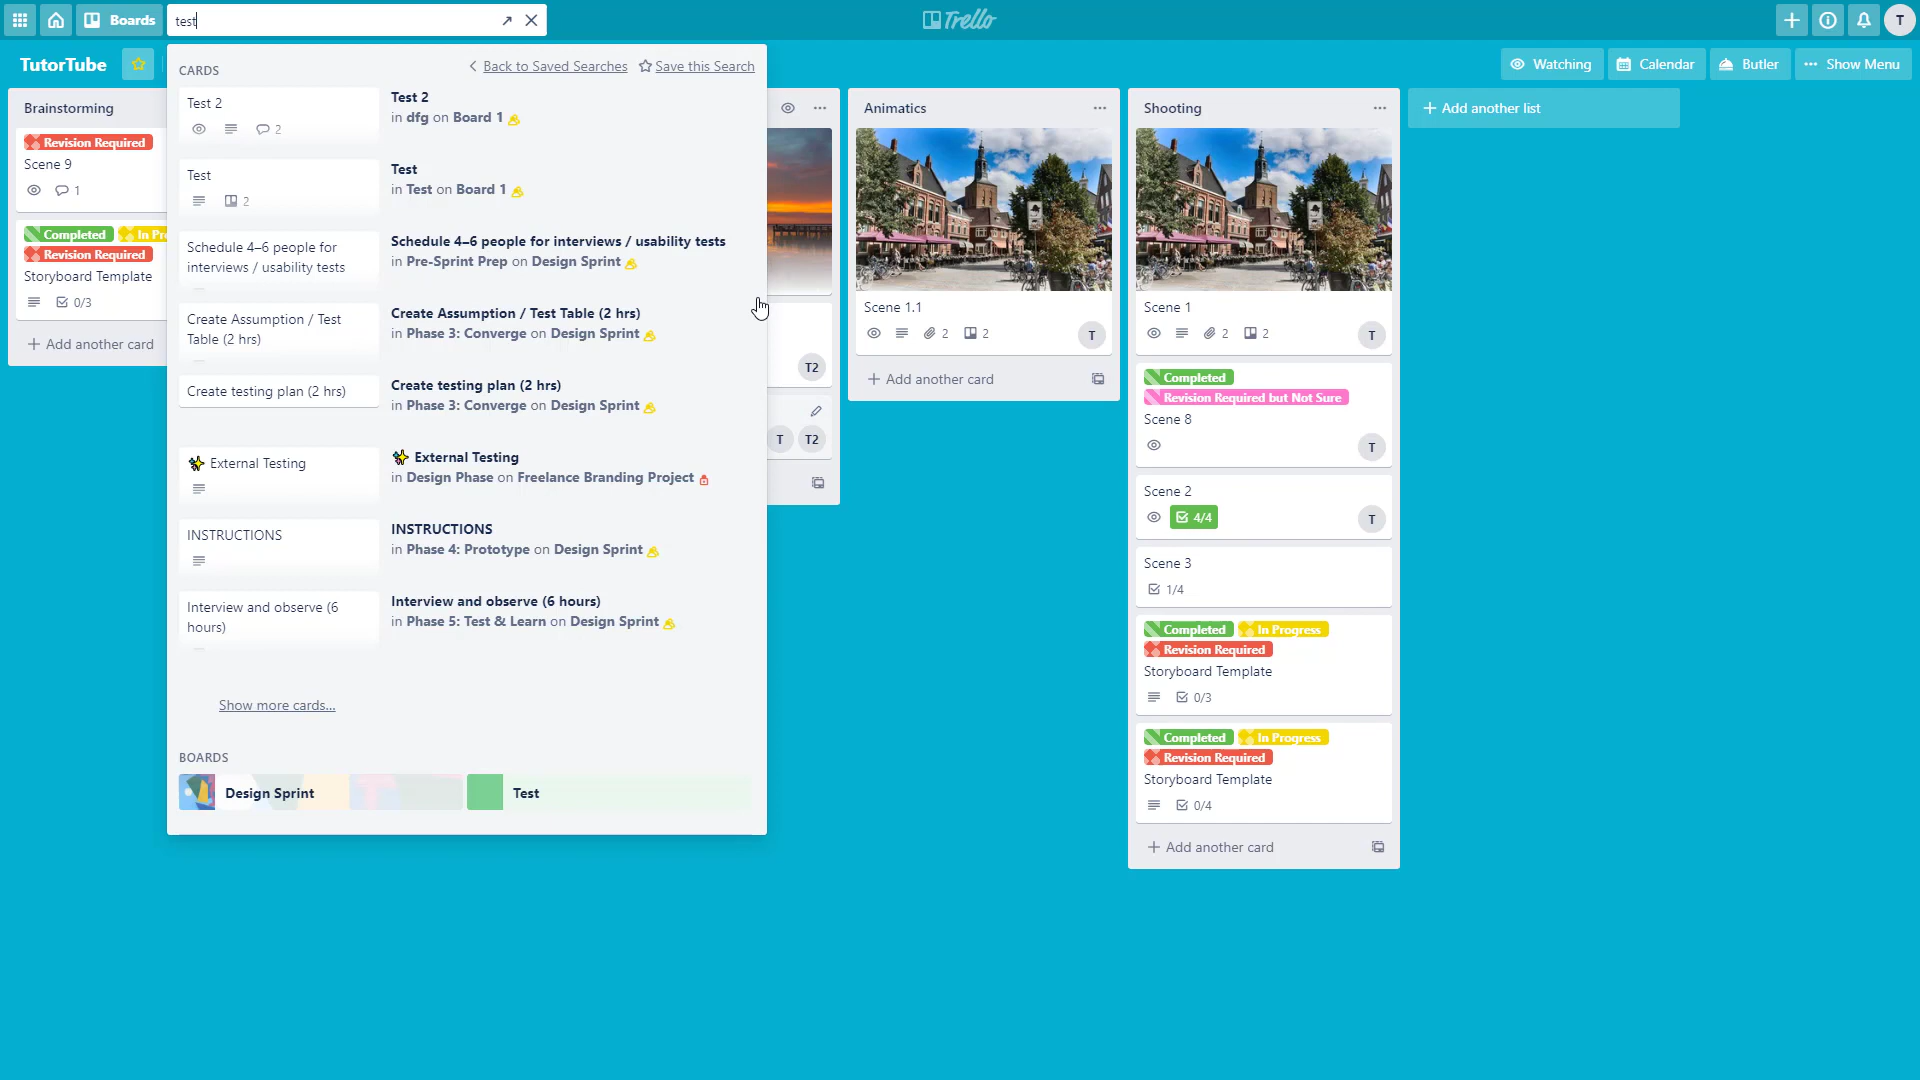 Boards
test
Trello
T
TutorTube
Watching
Calendar
Butler
Show Menu
CARDS
Back to Saved Searches
Save this Search
Test 2
2
Test 2
in dfg on Board 1
Test
2
Test
in Test on Board 1
Schedule 4–6 people for
interviews / usability tests
Schedule 4–6 people for interviews / usability tests
in Pre-Sprint Prep on Design Sprint
Create Assumption / Test
Table (2 hrs)
Create Assumption / Test Table (2 hrs)
in Phase 3: Converge on Design Sprint
Create testing plan (2 hrs)
Create testing plan (2 hrs)
in Phase 3: Converge on Design Sprint
External Testing
External Testing
in Design Phase on Freelance Branding Project
INSTRUCTIONS
INSTRUCTIONS
in Phase 4: Prototype on Design Sprint
Interview and observe (6
hours)
Interview and observe (6 hours)
in Phase 5: Test & Learn on Design Sprint
Show more cards...
BOARDS
Design Sprint
Test
Brainstorming
Revision Required
Scene 9
1
Completed
In Pr
Revision Required
Storyboard Template
0/3
Add another card
T2
T
T2
Animatics
Scene 1.1
2
2
T
Add another card
Shooting
Scene 1
2
2
T
Completed
Revision Required but Not Sure
Scene 8
T
Scene 2
4/4
T
Scene 3
1/4
Completed
In Progress
Revision Required
Storyboard Template
0/3
Completed
In Progress
Revision Required
Storyboard Template
0/4
Add another card
Add another list